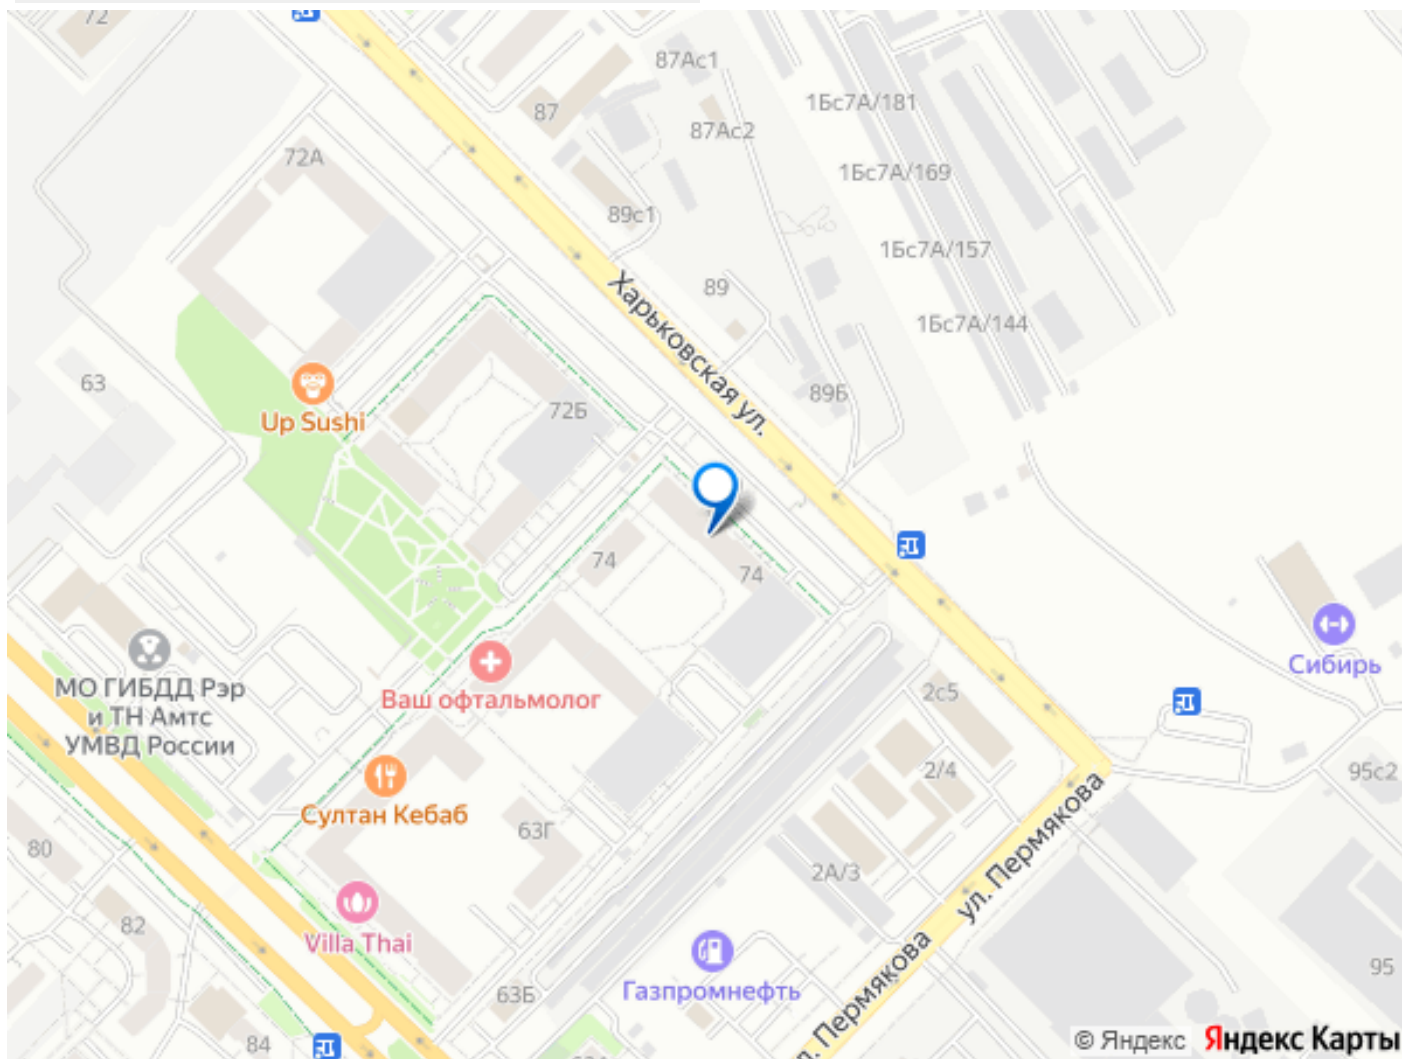 72
87Ас1
87
87Ас2
1Бс7А/181
72А
1Бс7А/169
89с1
1Бс7А/157
89
Харьковская ул.
1Бс7А/144
63
89Б
Up Sushi
72Б
74
74
Сибирь
МО ГИБДД Рэр
и ТН Амтс
УМВД России
Ваш офтальмолог
2с5
2/4
95с2
Султан Кебаб
63Г
80
2А/3
ул. Пермякова
82
Villa Thai
Газпромнефть
63Б
л. Пермякова
95
84
© Яндекс
Яндекс Карты